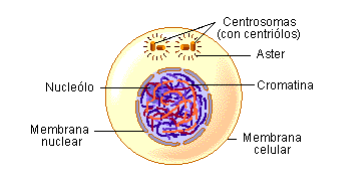 Centrosomas
(con centriólos)
Aster
Nucleólo
Cromatina
Membrana
nuclear
Membrana
celular